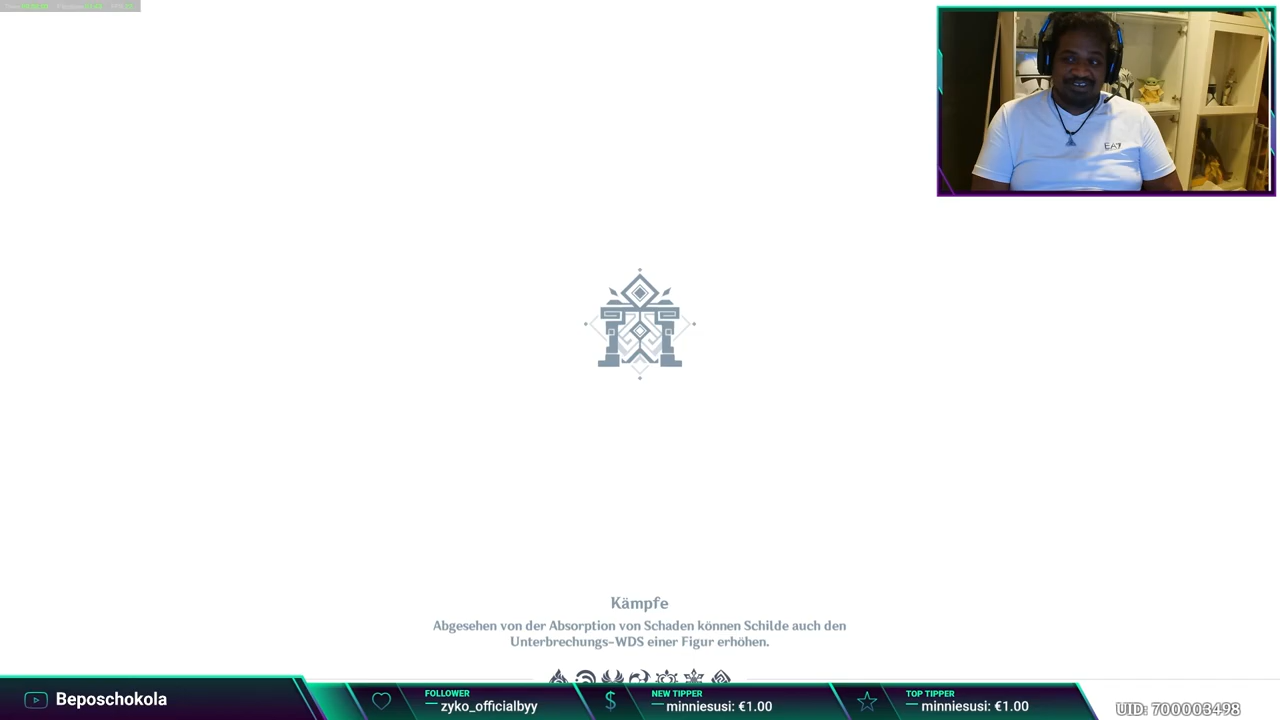 EA7
Kämpfe
Abgesehen von der Absorption von Schaden können Schilde auch den
Unterbrechungs-WDS einer Figur erhöhen.
Beposchokola
FOLLOWER
zyko_officialbyy
$
NEW TIPPER
minniesusi: €1.00
TOP TIPPER
minniesusi: €1.00
UID: 700003498